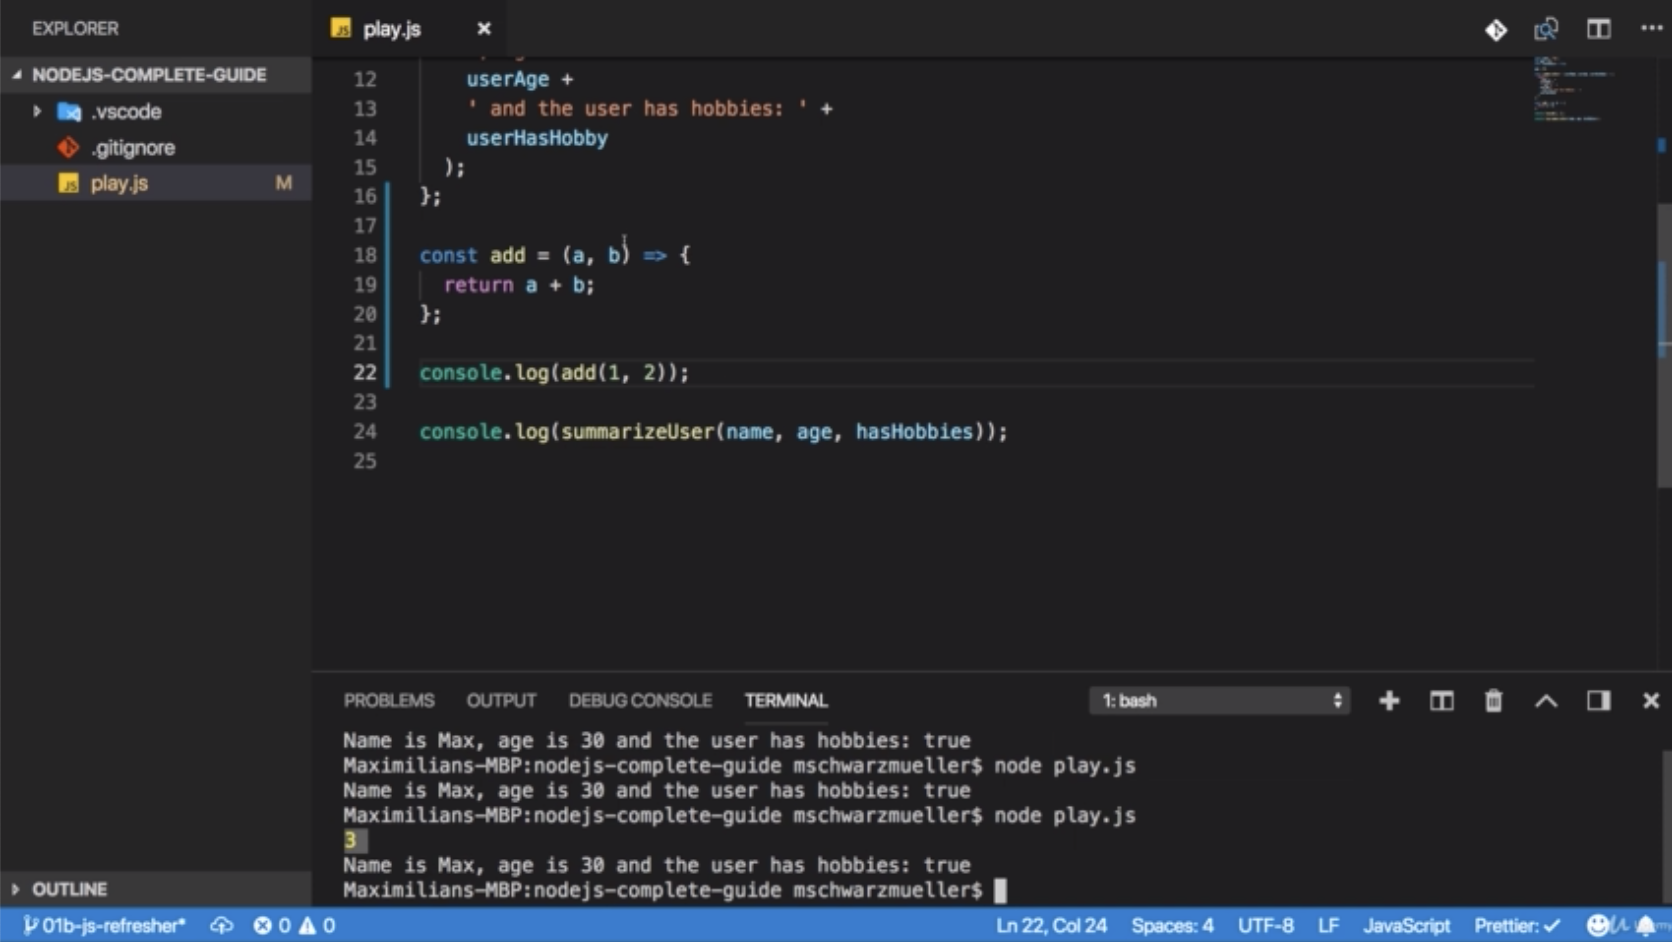 EXPLORER
play.js
NODEJS-COMPLETE-GUIDE
.vscode
.gitignore
play.js M
12 userAge +
13 ' and the user has hobbies: ' +
14 userHasHobby
15 );
16 };
17
18 const add = (a, b) => {
19 return a + b;
20 };
21
22 console.log(add(1, 2));
23
24 console.log(summarizeUser(name, age, hasHobbies));
25
PROBLEMS OUTPUT DEBUG CONSOLE TERMINAL 1: bash
Name is Max, age is 30 and the user has hobbies: true
Maximilians-MBP:nodejs-complete-guide mschwarzmueller$ node play.js
Name is Max, age is 30 and the user has hobbies: true
Maximilians-MBP:nodejs-complete-guide mschwarzmueller$ node play.js
3
Name is Max, age is 30 and the user has hobbies: true
Maximilians-MBP:nodejs-complete-guide mschwarzmueller$
OUTLINE
01b-js-refresher* 0 0 Ln 22, Col 24 Spaces: 4 UTF-8 LF JavaScript Prettier: ✓